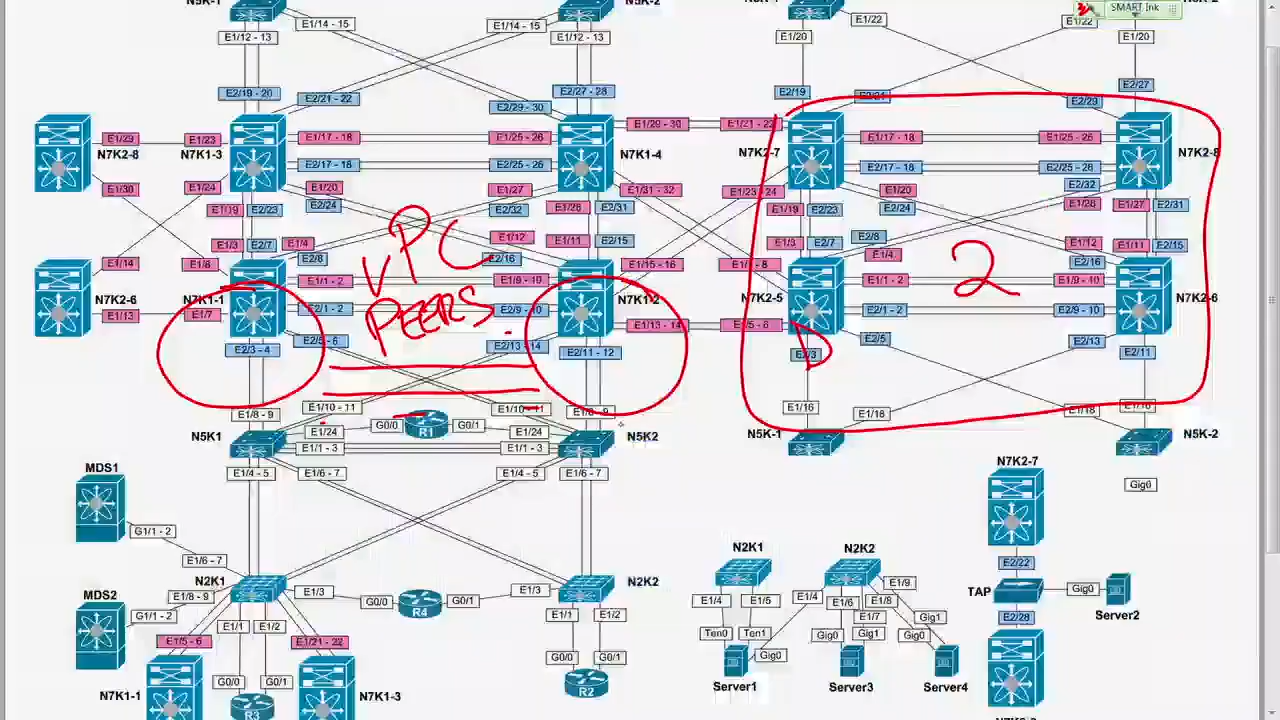 N5K-1 N5K-2 N5K-1 SMART Ink
E1/14 - 15 E1/14 - 15 E1/22 E1/22
E1/12 - 13 E1/12 - 13 E1/20 E1/20
E2/19 - 20 E2/21 - 22 E2/29 - 30 E2/27 - 28 E2/19 E2/29 E2/27
E1/29 - 30 E1/21 - 22
E1/29 E1/23 E1/17 - 18 E1/25 - 26 E1/17 - 18 E1/25 - 26
N7K2-8 N7K1-3 N7K1-4 N7K2-7 N7K2-8
E2/17 - 18 E2/25 - 26 E2/17 - 18 E2/25 - 26
E1/30 E1/24 E1/20 E1/27 E1/31 - 32 E1/23 - 24 E1/20 E2/32
E2/24 E2/24 E1/28
E1/19 E2/23 E2/32 E1/28 E2/31 E1/19 E2/23 E1/27 E2/31
vPC
E1/3 E2/7 E1/4 E1/12 E1/11 E2/15 E1/3 E2/7 E2/8 E1/12 E1/11 E2/15
E2/8 E2/16 E1/4 E2/16
E1/14 E1/8 E1/15 - 16 E1/7 - 8
E1/1 - 2 E1/9 - 10 E1/1 - 2 2 E1/9 - 10
N7K2-6 N7K1-1 N7K1-2 N7K2-5 N7K2-6
E1/13 E1/7 E2/1 - 2 PEERS. E2/9 - 10 E2/1 - 2 E2/9 - 10
E1/13 - 14 E1/5 - 6
E2/3 - 4 E2/5 - 6 E2/13 - 14 E2/11 - 12 E2/3 E2/5 E2/13 E2/11
E1/8 - 9 E1/10 - 11 E1/10 - 11 E1/8 - 9 E1/16 E1/18 E1/18 E1/16
N5K1 E1/24 G0/0 R1 G0/1 E1/24 N5K2 N5K-1 N5K-2
E1/1 - 3 E1/1 - 3
E1/4 - 5 E1/6 - 7 E1/4 - 5 E1/6 - 7 N7K2-7 Gig0
MDS1
G1/1 - 2
E1/6 - 7 N2K1 N2K2 E2/22
N2K1 E1/3 E1/3 N2K2 E1/9 TAP Gig0
MDS2 E1/8 - 9 G0/0 R4 G0/1 E1/4 E1/5 E1/4 E1/6 E1/8 Server2
G1/1 - 2 E1/1 E1/2 E1/1 E1/2 E1/7 Gig1 E2/28
E1/5 - 6 E1/21 - 22 Ten0 Ten1 Gig0 Gig1 Gig0
G0/0 G0/1 G0/0 G0/1 Gig0
N7K1-1 R3 N7K1-3 R2 Server1 Server3 Server4